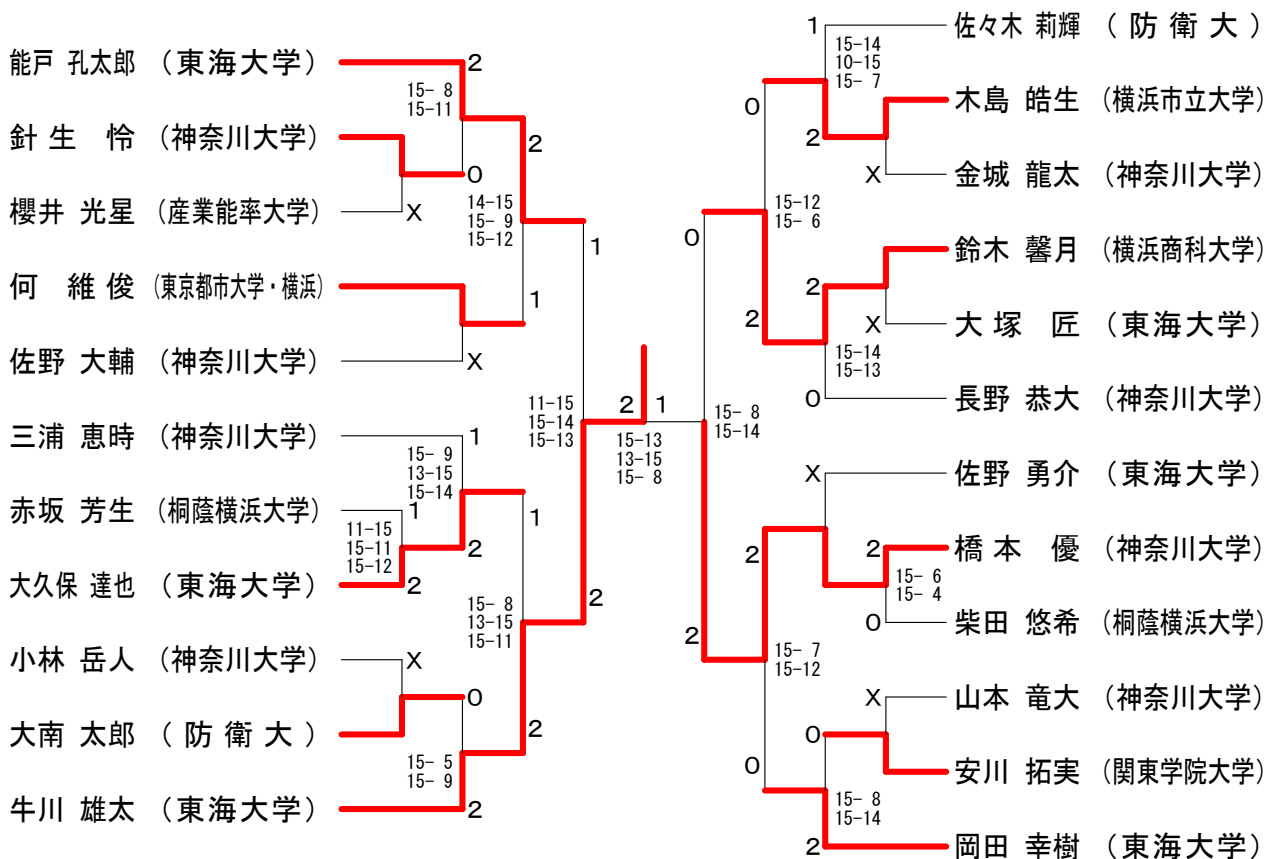 能戸 孔太郎 (東海大学)
2
15- 8
15-11
針生 怜 (神奈川大学)
2
0
櫻井 光星 (産業能率大学)
X
14-15
15- 9
15-12
1
何 維俊 (東京都市大学・横浜)
1
佐野 大輔 (神奈川大学)
X
11-15
15-14
15-13
三浦 恵時 (神奈川大学)
1
15- 9
13-15
15-14
赤坂 芳生 (桐蔭横浜大学)
1
11-15
15-11
15-12
2
1
大久保 達也 (東海大学)
2
15- 8
13-15
15-11
2
小林 岳人 (神奈川大学)
X
0
大南 太郎 (防衛大)
2
15- 5
15- 9
牛川 雄太 (東海大学)
2
2
1
15-13
13-15
15- 8
1
佐々木 莉輝 (防衛大)
15-14
10-15
15- 7
0
木島 皓生 (横浜市立大学)
2
X
金城 龍太 (神奈川大学)
15-12
15- 6
0
鈴木 馨月 (横浜商科大学)
2
2
X
大塚 匠 (東海大学)
15-14
15-13
0
長野 恭大 (神奈川大学)
15- 8
15-14
X
佐野 勇介 (東海大学)
2
2
橋本 優 (神奈川大学)
15- 6
15- 4
0
柴田 悠希 (桐蔭横浜大学)
2
15- 7
15-12
X
山本 竜大 (神奈川大学)
0
0
安川 拓実 (関東学院大学)
15- 8
15-14
2
岡田 幸樹 (東海大学)